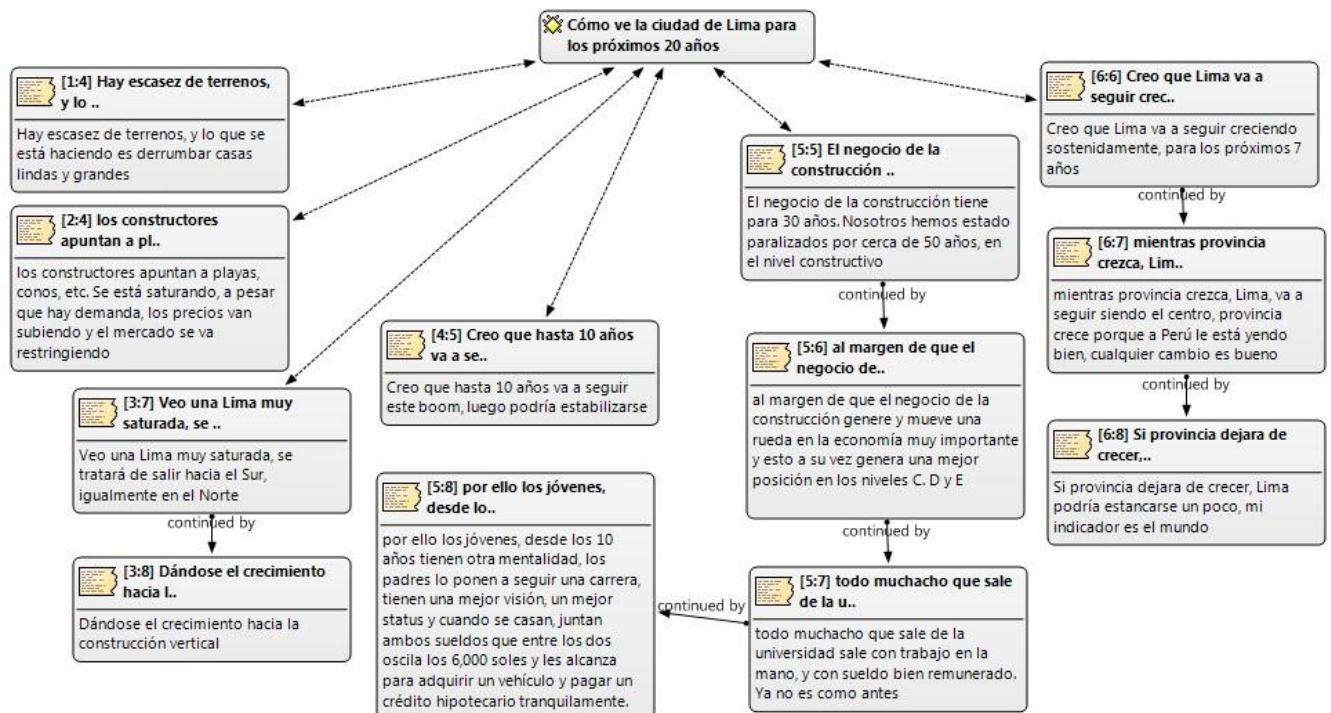 Cómo ve la ciudad de Lima para
los próximos 20 años
[1:4] Hay escasez de terrenos,
y lo ..
Hay escasez de terrenos, y lo que se
está haciendo es derrumbar casas
lindas y grandes
[2:4] los constructores
apuntan a pl..
los constructores apuntan a playas,
conos, etc. Se está saturando, a pesar
que hay demanda, los precios van
subiendo y el mercado se va
restringiendo
[3:7] Veo una Lima muy
saturada, se ..
Veo una Lima muy saturada, se
tratará de salir hacia el Sur,
igualmente en el Norte
continued by
[3:8] Dándose el crecimiento
hacia l..
Dándose el crecimiento hacia la
construcción vertical
[4:5] Creo que hasta 10 años
va a se..
Creo que hasta 10 años va a seguir
este boom, luego podría estabilizarse
[5:5] El negocio de la
construcción ..
El negocio de la construcción tiene
para 30 años. Nosotros hemos estado
paralizados por cerca de 50 años, en
el nivel constructivo
continued by
[5:6] al margen de que el
negocio de..
al margen de que el negocio de la
construcción genere y mueve una
rueda en la economía muy importante
y esto a su vez genera una mejor
posición en los niveles C. D y E
continued by
[5:7] todo muchacho que sale
de la u..
todo muchacho que sale de la
universidad sale con trabajo en la
mano, y con sueldo bien remunerado.
Ya no es como antes
continued by
[5:8] por ello los jóvenes,
desde lo..
por ello los jóvenes, desde los 10
años tienen otra mentalidad, los
padres lo ponen a seguir una carrera,
tienen una mejor visión, un mejor
status y cuando se casan, juntan
ambos sueldos que entre los dos
oscila los 6,000 soles y les alcanza
para adquirir un vehículo y pagar un
crédito hipotecario tranquilamente.
[6:6] Creo que Lima va a
seguir crec..
Creo que Lima va a seguir creciendo
sostenidamente, para los próximos 7
años
continued by
[6:7] mientras provincia
crezca, Lim..
mientras provincia crezca, Lima, va a
seguir siendo el centro, provincia
crece porque a Perú le está yendo
bien, cualquier cambio es bueno
continued by
[6:8] Si provincia dejara de
crecer,..
Si provincia dejara de crecer, Lima
podría estancarse un poco, mi
indicador es el mundo